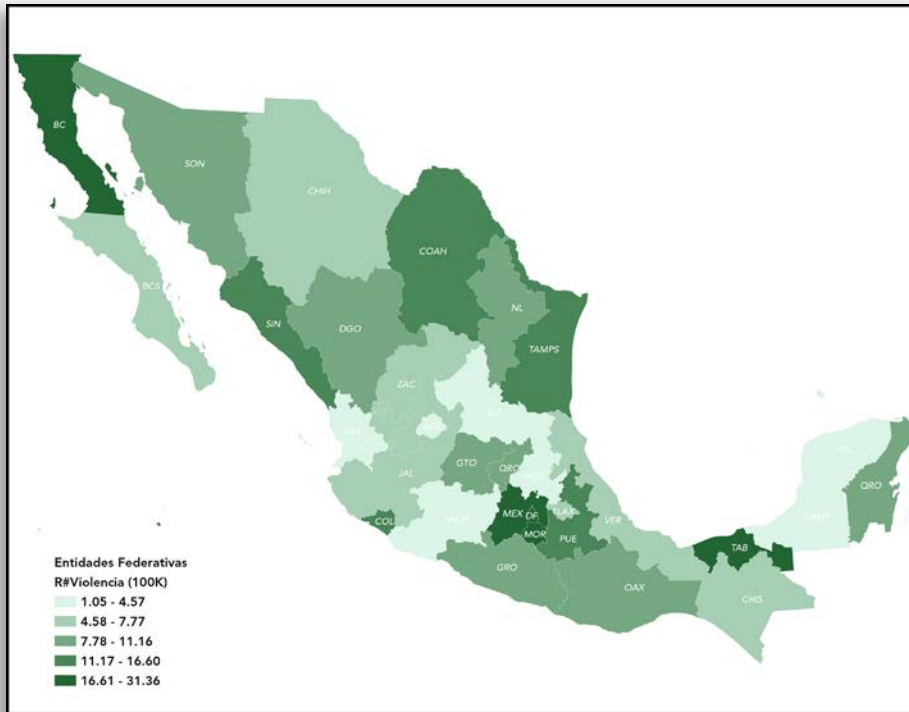 BC
SON
CHIH
COAH
BCS
SIN
DGO
NL
TAMPS
ZAC
JAL
GTO
QRO
COL
MEX
DF
MOR
TLAX
PUE
VER
GRO
OAX
TAB
CHIS
CAMP
QRO
Entidades Federativas
R#Violencia (100K)
1.05 - 4.57
4.58 - 7.77
7.78 - 11.16
11.17 - 16.60
16.61 - 31.36